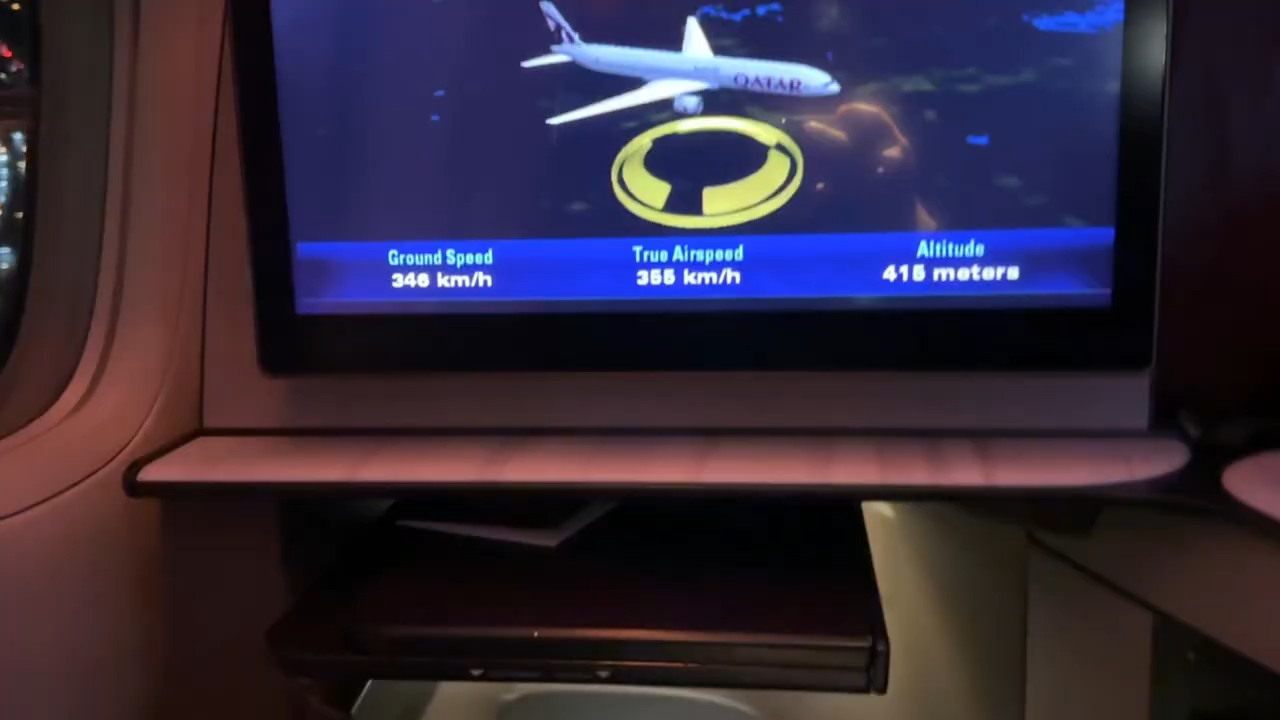 QATAR
Ground Speed
346 km/h
True Airspeed
355 km/h
Altitude
415 meters